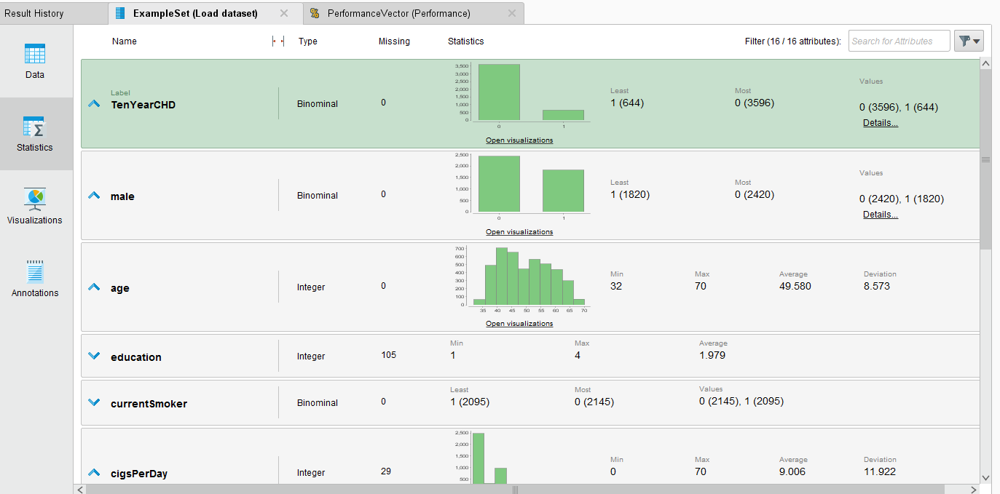 Result History
ExampleSet (Load dataset)
PerformanceVector (Performance)
Data
Statistics
Visualizations
Annotations
Name Type Missing Statistics Filter (16 / 16 attributes): Search for Attributes
Label
TenYearCHD
Binominal
0
3,500
3,000
2,500
2,000
1,500
1,000
500
0
0 1
Open visualizations
Least
1 (644)
Most
0 (3596)
Values
0 (3596), 1 (644)
Details...
male
Binominal
0
2,500
2,000
1,500
1,000
500
0
0 1
Open visualizations
Least
1 (1820)
Most
0 (2420)
Values
0 (2420), 1 (1820)
Details...
age
Integer
0
700
600
500
400
300
200
100
0
35 40 45 50 55 60 65 70
Open visualizations
Min
32
Max
70
Average
49.580
Deviation
8.573
education
Integer
105
Min
1
Max
4
Average
1.979
currentSmoker
Binominal
0
Least
1 (2095)
Most
0 (2145)
Values
0 (2145), 1 (2095)
cigsPerDay
Integer
29
2,500
2,000
1,500
1,000
500
Min
0
Max
70
Average
9.006
Deviation
11.922